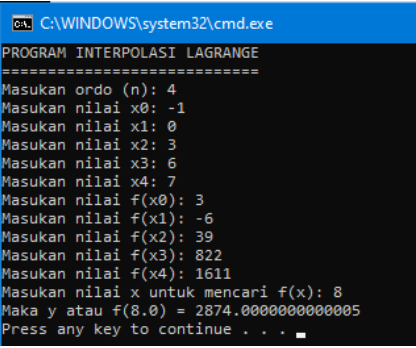 C:\WINDOWS\system32\cmd.exe
PROGRAM INTERPOLASI LAGRANGE
============================
Masukan ordo (n): 4
Masukan nilai x0: -1
Masukan nilai x1: 0
Masukan nilai x2: 3
Masukan nilai x3: 6
Masukan nilai x4: 7
Masukan nilai f(x0): 3
Masukan nilai f(x1): -6
Masukan nilai f(x2): 39
Masukan nilai f(x3): 822
Masukan nilai f(x4): 1611
Masukan nilai x untuk mencari f(x): 8
Maka y atau f(8.0) = 2874.0000000000005
Press any key to continue . . .